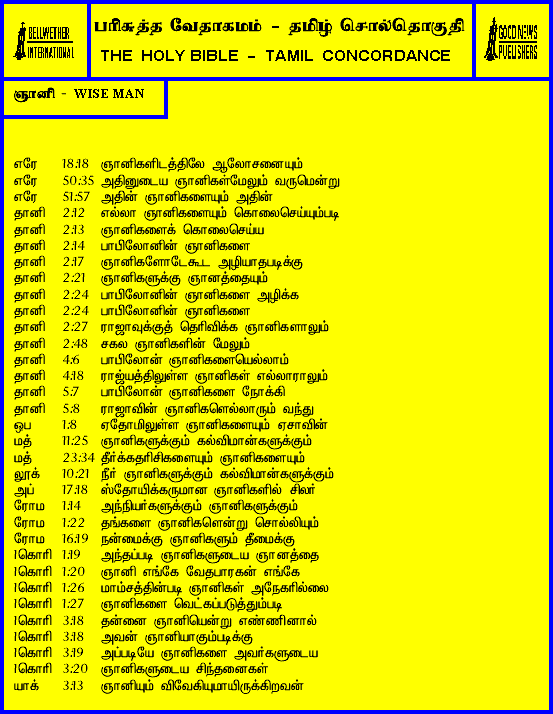 BELLWETHER
INTERNATIONAL
பரிசுத்த வேதாகமம் - தமிழ் சொல்தொகுதி
THE HOLY BIBLE - TAMIL CONCORDANCE
GOOD NEWS
PUBLISHERS
ஞானி - WISE MAN
எரே 18:18 ஞானிகளிடத்திலே ஆலோசனையும்
எரே 50:35 அதினுடைய ஞானிகள்மேலும் வருமென்று
எரே 51:57 அதின் ஞானிகளையும் அதின்
தானி 2:12 எல்லா ஞானிகளையும் கொலைசெய்யும்படி
தானி 2:13 ஞானிகளைக் கொலைசெய்ய
தானி 2:14 பாபிலோனின் ஞானிகளை
தானி 2:17 ஞானிகளோடேகூட அழியாதபடிக்கு
தானி 2:21 ஞானிகளுக்கு ஞானத்தையும்
தானி 2:24 பாபிலோனின் ஞானிகளை அழிக்க
தானி 2:24 பாபிலோனின் ஞானிகளை
தானி 2:27 ராஜாவுக்குத் தெரிவிக்க ஞானிகளாலும்
தானி 2:48 சகல ஞானிகளின் மேலும்
தானி 4:6 பாபிலோன் ஞானிகளையெல்லாம்
தானி 4:18 ராஜ்யத்திலுள்ள ஞானிகள் எல்லாராலும்
தானி 5:7 பாபிலோன் ஞானிகளை நோக்கி
தானி 5:8 ராஜாவின் ஞானிகளெல்லாரும் வந்து
ஒப 1:8 ஏதோமிலுள்ள ஞானிகளையும் ஏசாவின்
மத் 11:25 ஞானிகளுக்கும் கல்விமான்களுக்கும்
மத் 23:34 தீர்க்கதரிசிகளையும் ஞானிகளையும்
லூக் 10:21 நீர் ஞானிகளுக்கும் கல்விமான்களுக்கும்
அப் 17:18 ஸ்தோயிக்கருமான ஞானிகளில் சிலர்
ரோம 1:14 அந்நியர்களுக்கும் ஞானிகளுக்கும்
ரோம 1:22 தங்களை ஞானிகளென்று சொல்லியும்
ரோம 16:19 நன்மைக்கு ஞானிகளும் தீமைக்கு
1கொரி 1:19 அந்தப்படி ஞானிகளுடைய ஞானத்தை
1கொரி 1:20 ஞானி எங்கே வேதபாரகன் எங்கே
1கொரி 1:26 மாம்சத்தின்படி ஞானிகள் அநேகரில்லை
1கொரி 1:27 ஞானிகளை வெட்கப்படுத்தும்படி
1கொரி 3:18 தன்னை ஞானியென்று எண்ணினால்
1கொரி 3:18 அவன் ஞானியாகும்படிக்கு
1கொரி 3:19 அப்படியே ஞானிகளை அவர்களுடைய
1கொரி 3:20 ஞானிகளுடைய சிந்தனைகள்
யாக் 3:13 ஞானியும் விவேகியுமாயிருக்கிறவன்